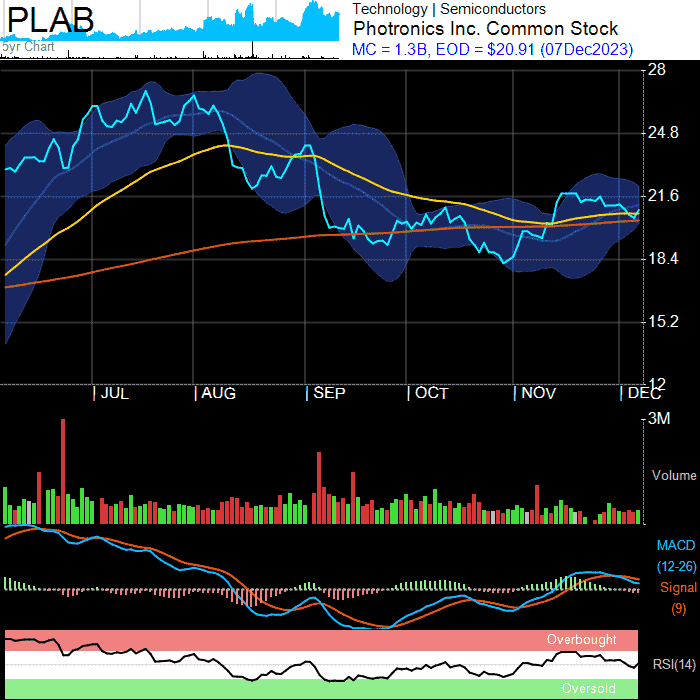 PLAB
5yr Chart
Technology | Semiconductors
Photronics Inc. Common Stock
MC = 1.3B, EOD = $20.91 (07Dec2023)
28
24.8
21.6
18.4
15.2
12
JUL
AUG
SEP
OCT
NOV
DEC
3M
Volume
MACD
(12-26)
Signal
(9)
Overbought
RSI(14)
Oversold